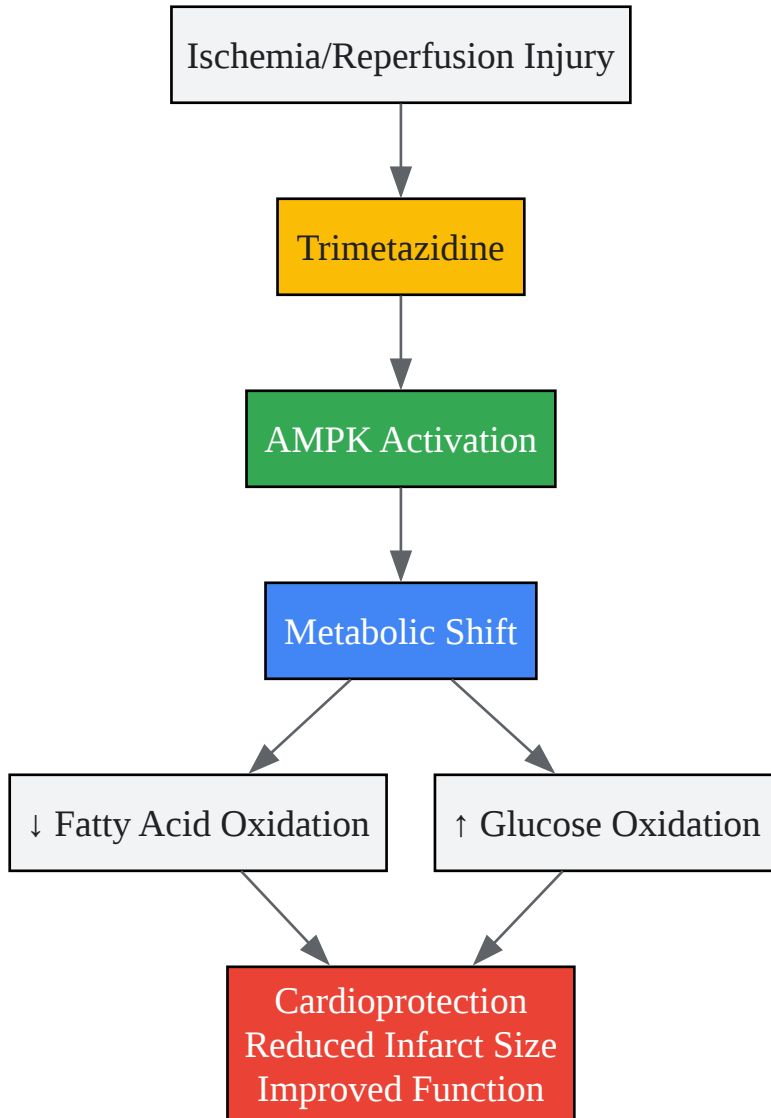 Ischemia/Reperfusion Injury
Trimetazidine
AMPK Activation
Metabolic Shift
↓ Fatty Acid Oxidation
↑ Glucose Oxidation
Cardioprotection
Reduced Infarct Size
Improved Function